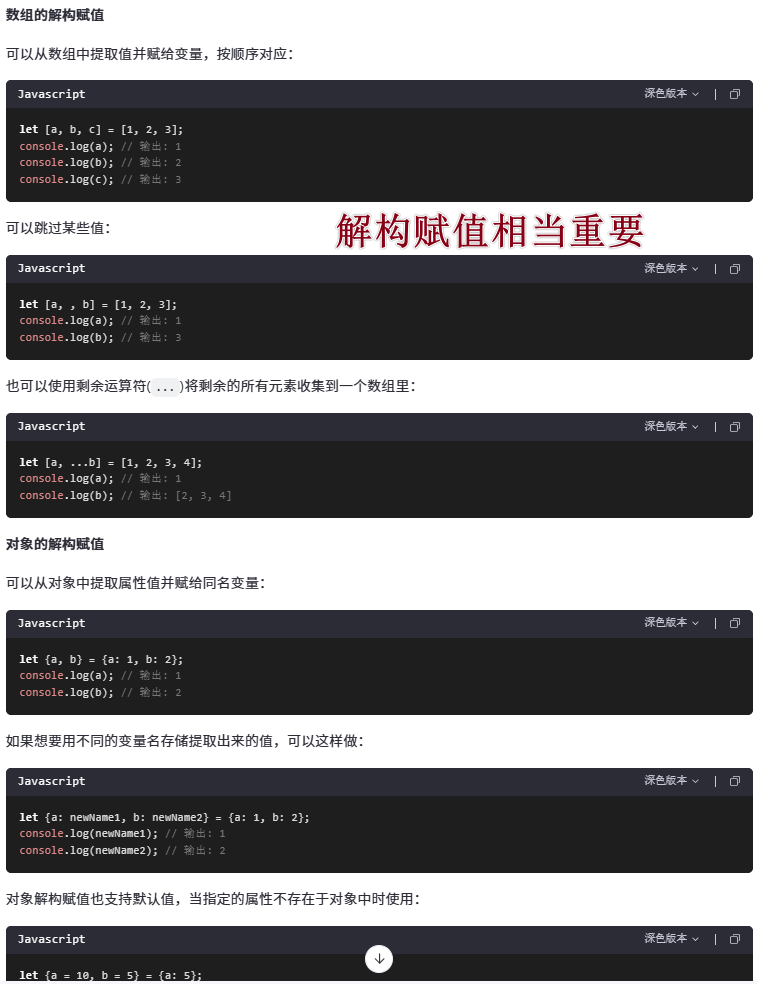 数组的解构赋值
可以从数组中提取值并赋给变量，按顺序对应：
Javascript 深色版本
let [a, b, c] = [1, 2, 3];
console.log(a); // 输出: 1
console.log(b); // 输出: 2
console.log(c); // 输出: 3
可以跳过某些值：
解构赋值相当重要
Javascript 深色版本
let [a, , b] = [1, 2, 3];
console.log(a); // 输出: 1
console.log(b); // 输出: 3
也可以使用剩余运算符(...)将剩余的所有元素收集到一个数组里：
Javascript 深色版本
let [a, ...b] = [1, 2, 3, 4];
console.log(a); // 输出: 1
console.log(b); // 输出: [2, 3, 4]
对象的解构赋值
可以从对象中提取属性值并赋给同名变量：
Javascript 深色版本
let {a, b} = {a: 1, b: 2};
console.log(a); // 输出: 1
console.log(b); // 输出: 2
如果想要用不同的变量名存储提取出来的值，可以这样做：
Javascript 深色版本
let {a: newName1, b: newName2} = {a: 1, b: 2};
console.log(newName1); // 输出: 1
console.log(newName2); // 输出: 2
对象解构赋值也支持默认值，当指定的属性不存在于对象中时使用：
Javascript 深色版本
let {a = 10, b = 5} = {a: 5};